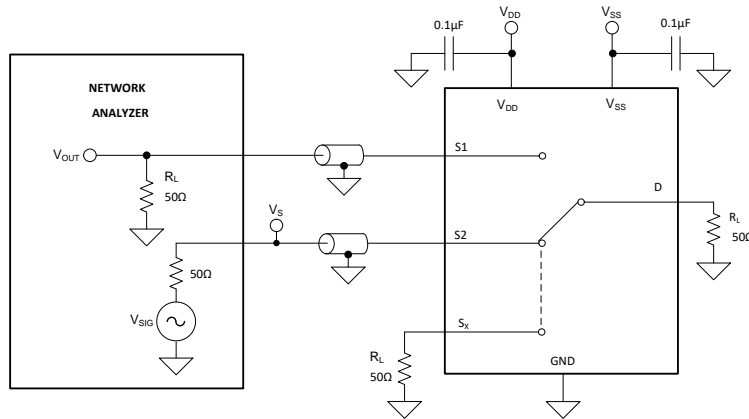 0.1µF
VDD
VSS
0.1µF
NETWORK
ANALYZER
VDD
VSS
VOUT
S1
RL
50Ω
VS
D
S2
RL
50Ω
50Ω
VSIG
Sx
RL
50Ω
GND